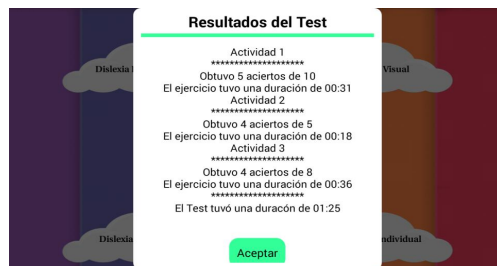 Resultados del Test
Actividad 1
********************
Obtuvo 5 aciertos de 10
El ejercicio tuvo una duración de 00:31
Actividad 2
********************
Obtuvo 4 aciertos de 5
El ejercicio tuvo una duración de 00:18
Actividad 3
********************
Obtuvo 4 aciertos de 8
El ejercicio tuvo una duración de 00:36
********************
El Test tuvó una duracón de 01:25
Dislexia
Visual
Dislexia
ndividual
Aceptar